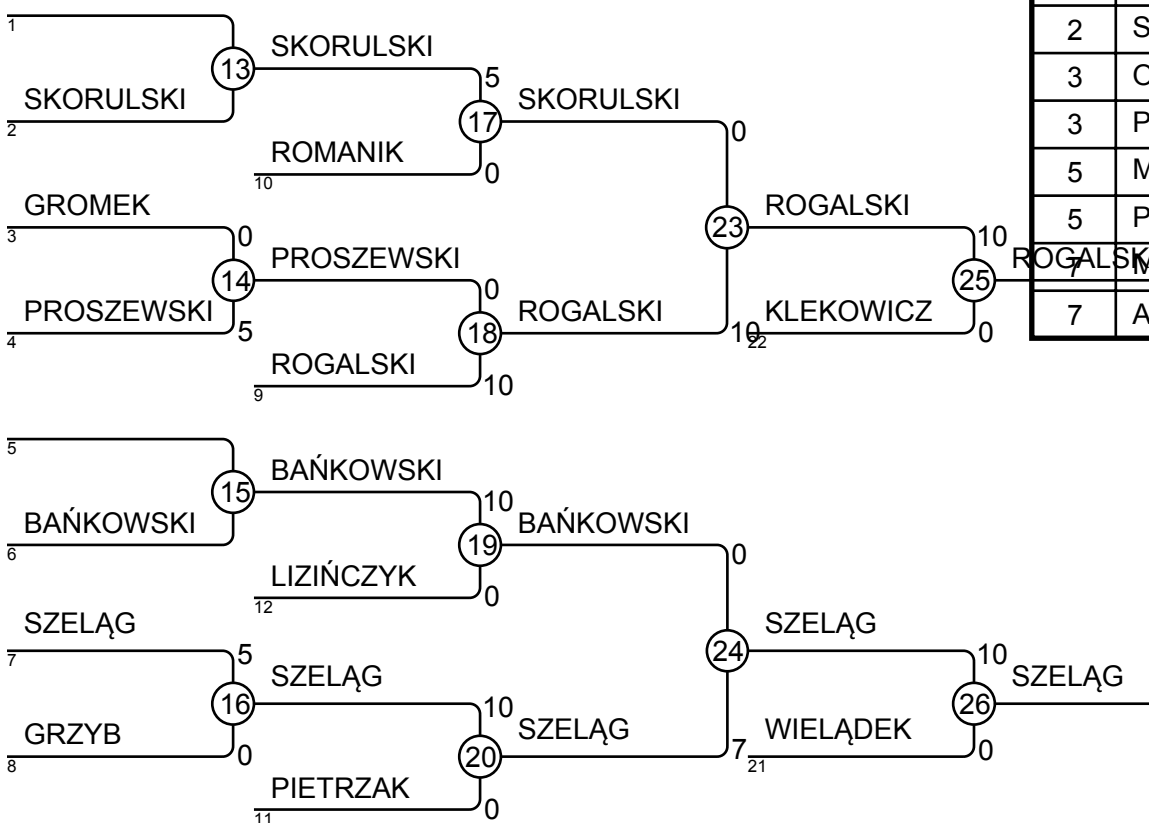 1
2 S
SKORULSKI
13
5
SKORULSKI
SKORULSKI
3
2
17
0
ROMANIK
3 P
10
0
GROMEK
5 M
3
0
23
ROGALSKI
5 P
14
PROSZEWSKI
10
ROGALSKI
0
25
7 M
PROSZEWSKI
5
18
ROGALSKI
10
KLEKOWICZ
7 A
4
22
0
ROGALSKI
10
9
5
BAŃKOWSKI
15
10
BAŃKOWSKI
BAŃKOWSKI
6
19
0
LIZIŃCZYK
12
0
SZELĄG
24
SZELĄG
7
5
10
SZELĄG
SZELĄG
16
10
26
GRZYB
SZELĄG
WIELĄDEK
8
0
20
7
21
0
PIETRZAK
11
0